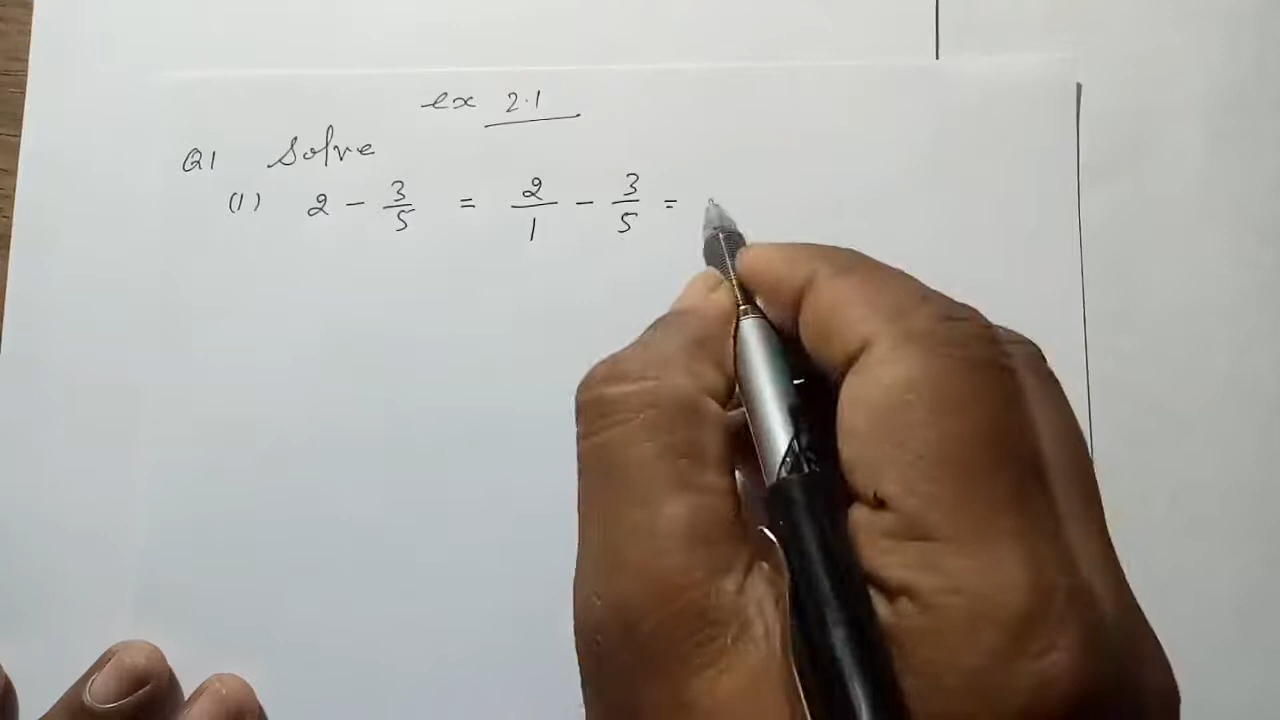 ex 2.1
Q1 Solve
(1) 2 - 3/5 = 2/1 - 3/5 =